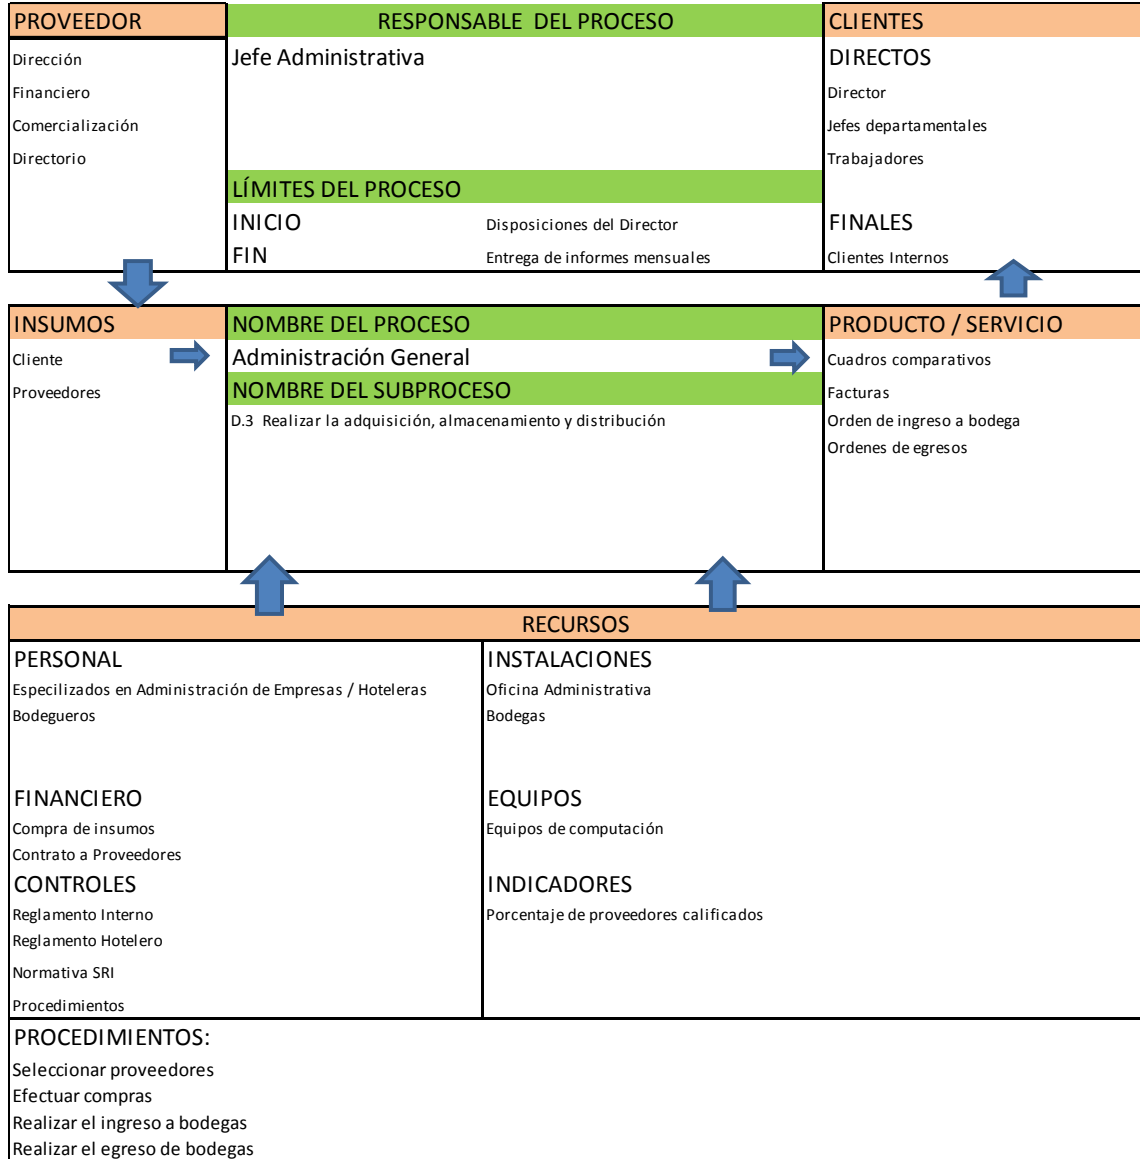 PROVEEDOR
Dirección
Financiero
Comercialización
Directorio
RESPONSABLE DEL PROCESO
Jefe Administrativa
LÍMITES DEL PROCESO
INICIO Disposiciones del Director
FIN Entrega de informes mensuales
CLIENTES
DIRECTOS
Director
Jefes departamentales
Trabajadores
FINALES
Clientes Internos
INSUMOS
Cliente
Proveedores
NOMBRE DEL PROCESO
Administración General
NOMBRE DEL SUBPROCESO
D.3 Realizar la adquisición, almacenamiento y distribución
PRODUCTO / SERVICIO
Cuadros comparativos
Facturas
Orden de ingreso a bodega
Ordenes de egresos
RECURSOS
PERSONAL
Especilizados en Administración de Empresas / Hoteleras
Bodegueros
INSTALACIONES
Oficina Administrativa
Bodegas
FINANCIERO
Compra de insumos
Contrato a Proveedores
EQUIPOS
Equipos de computación
CONTROLES
Reglamento Interno
Reglamento Hotelero
Normativa SRI
Procedimientos
INDICADORES
Porcentaje de proveedores calificados
PROCEDIMIENTOS:
Seleccionar proveedores
Efectuar compras
Realizar el ingreso a bodegas
Realizar el egreso de bodegas